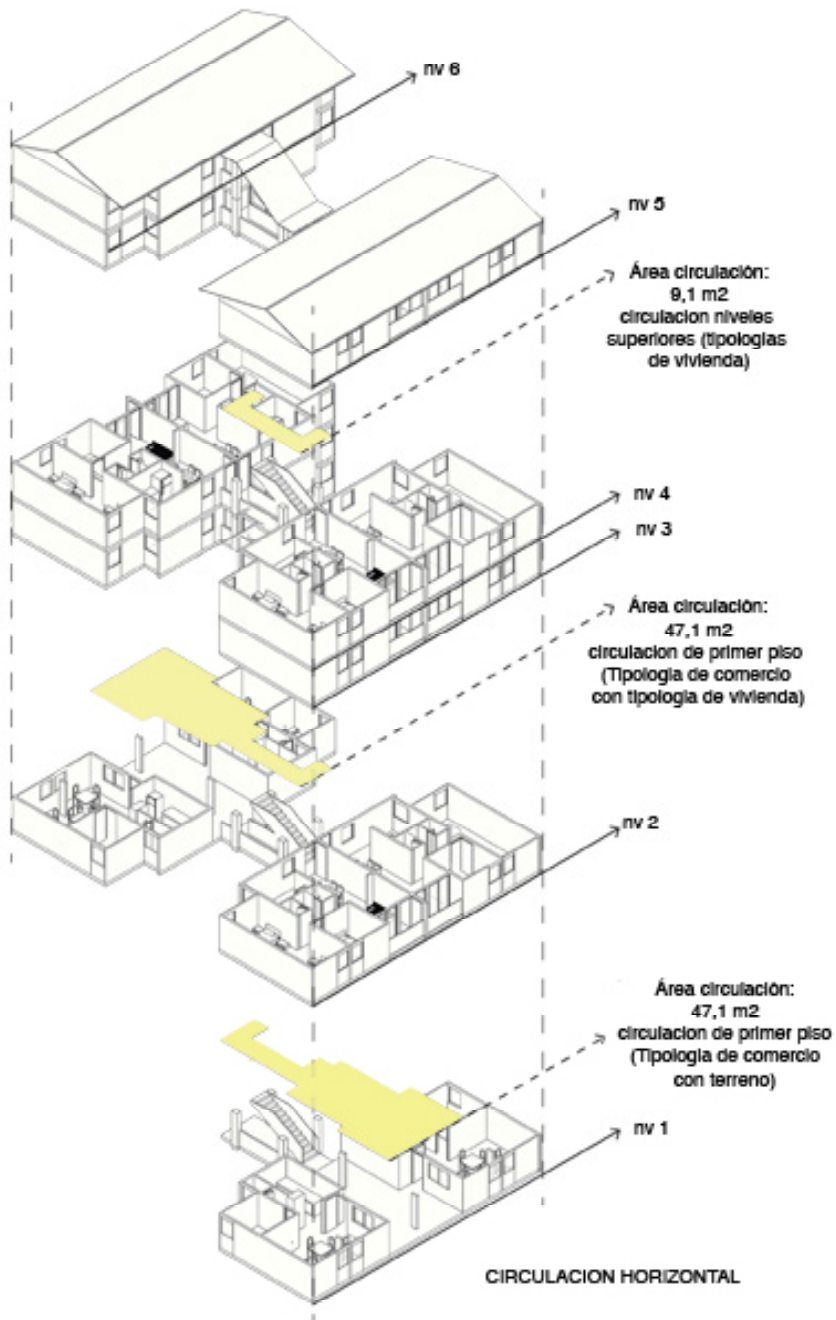 nv 6
nv 5
Área circulación:
9,1 m2
circulacion niveles
superiores (tipologias
de vivienda)
nv 4
nv 3
Área circulación:
47,1 m2
circulacion de primer piso
(Tipologia de comercio
con tipologia de vivienda)
nv 2
Área circulación:
47,1 m2
circulacion de primer piso
(Tipologia de comercio
con terreno)
nv 1
CIRCULACION HORIZONTAL